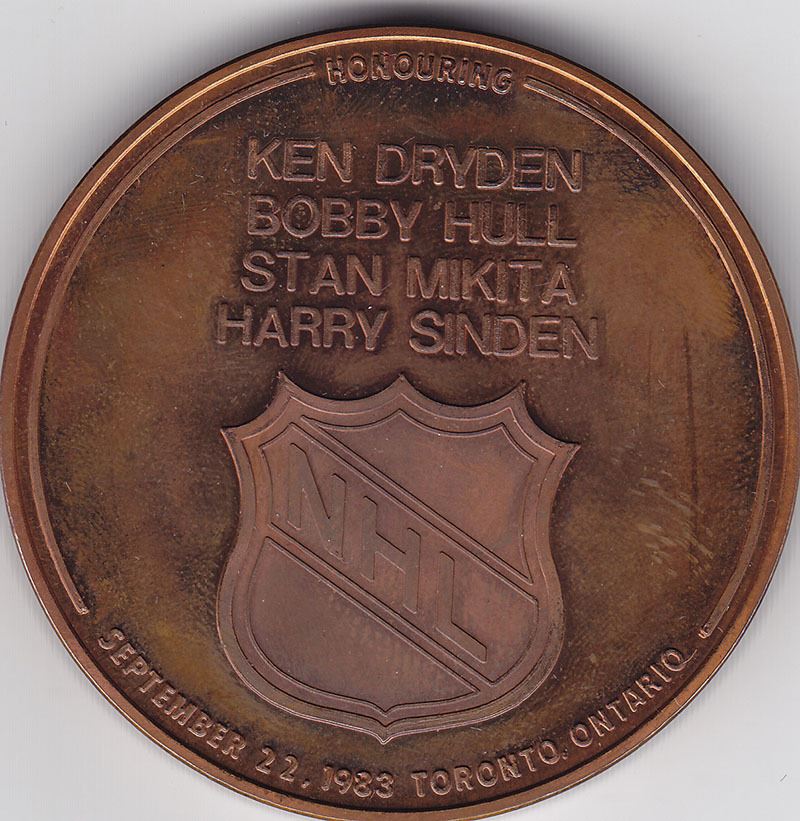 HONOURING
KEN DRYDEN
BOBBY HULL
STAN MIKITA
HARRY SINDEN
NHL
SEPTEMBER 22, 1983 TORONTO, ONTARIO